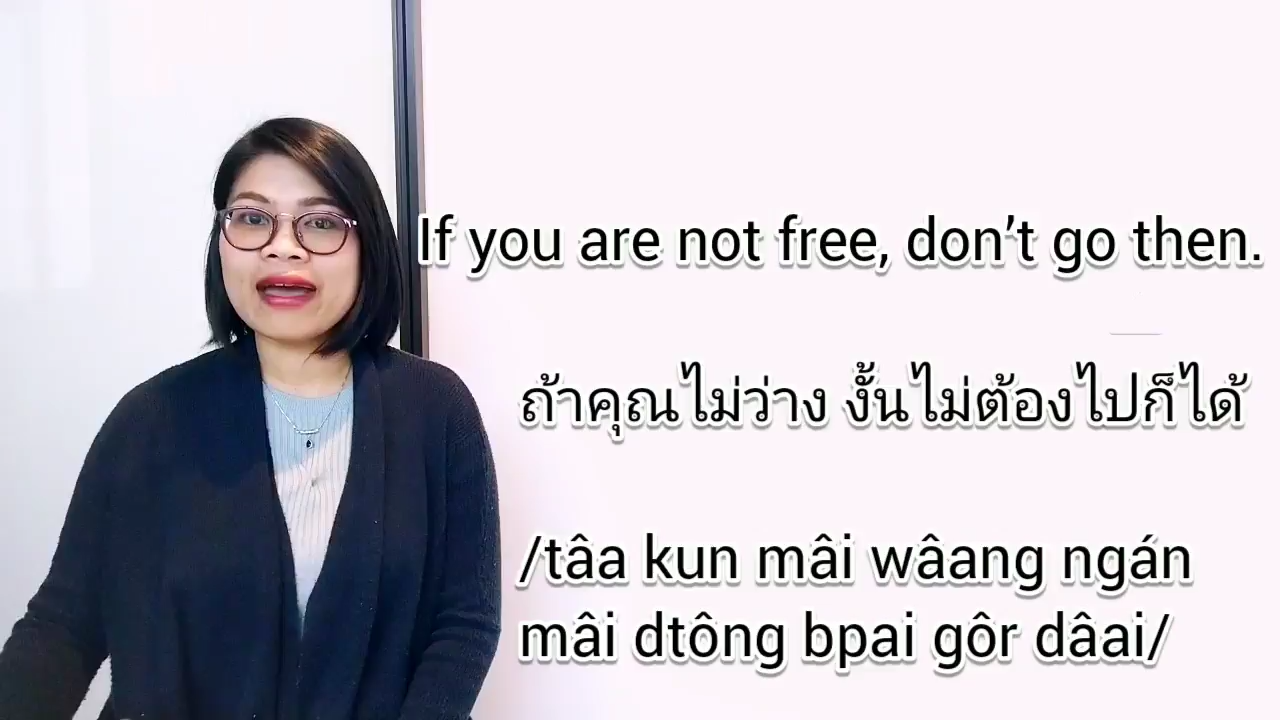 If you are not free, don’t go then.
ถ้าคุณไม่ว่าง งั้นไม่ต้องไปก็ได้
/tâa kun mâi wâang ngán
mâi dtông bpai gôr dâai/